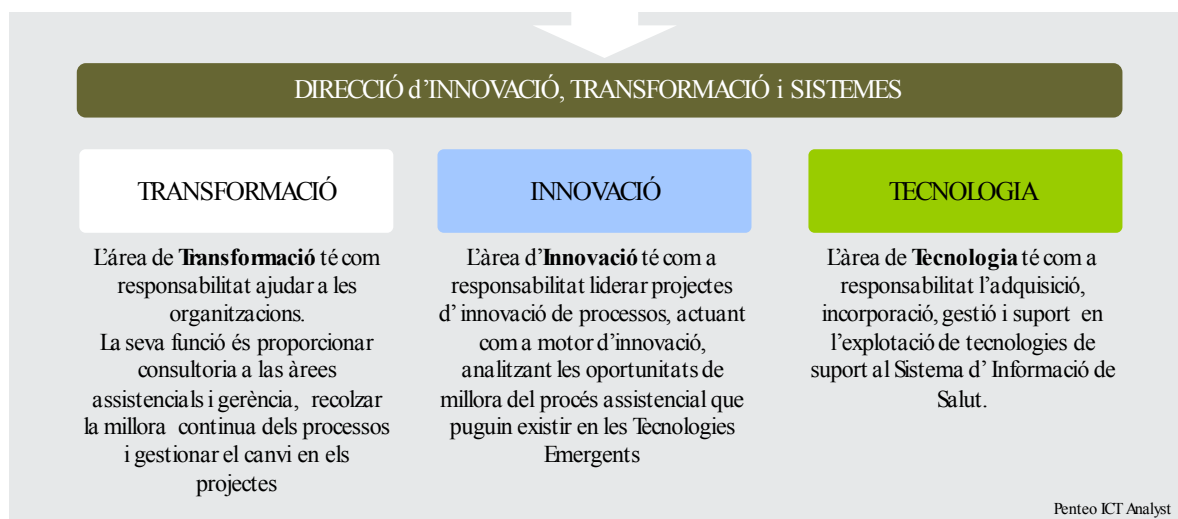 DIRECCIÓ d’INNOVACIÓ, TRANSFORMACIÓ i SISTEMES
TRANSFORMACIÓ
L’área de Transformació té com
responsabilitat ajudar a les
organitzacions.
La seva funció és proporcionar
consultoria a las àrees
assistencials i gerència, recolzar
la millora continua dels processos
i gestionar el canvi en els
projectes
INNOVACIÓ
L’àrea d’Innovació té com a
responsabilitat liderar projectes
d’ innovació de processos, actuant
com a motor d’innovació,
analitzant les oportunitats de
millora del procés assistencial que
puguin existir en les Tecnologies
Emergents
TECNOLOGIA
L’àrea de Tecnologia té com a
responsabilitat l’adquisició,
incorporació, gestió i suport en
l’explotació de tecnologies de
suport al Sistema d’ Informació de
Salut.
Penteo ICT Analyst